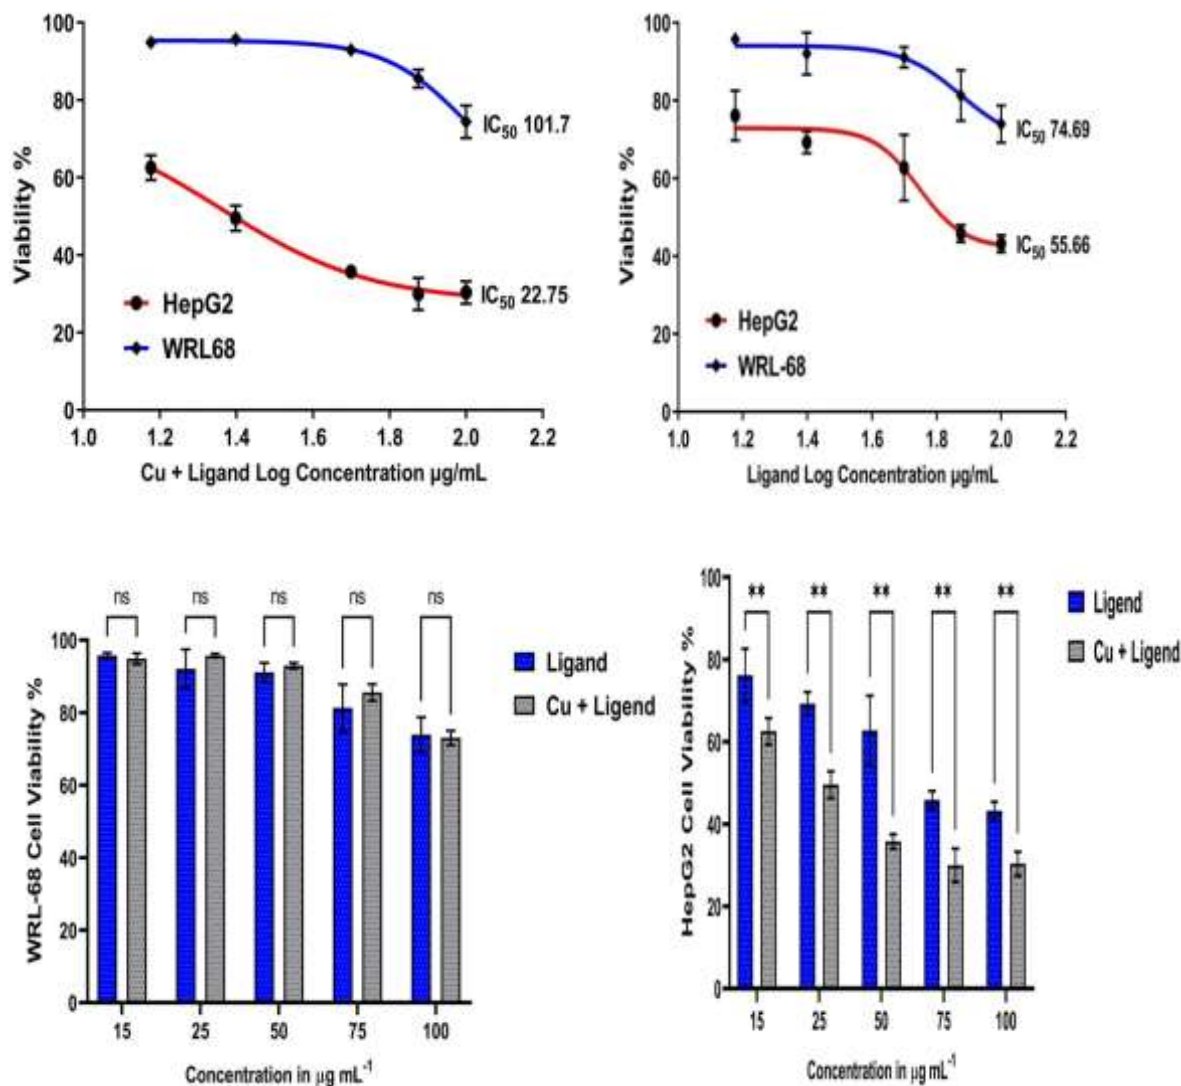 Viability %
100
80
60
40
20
0
IC50 101.7
IC50 22.75
HepG2
WRL68
1.0 1.2 1.4 1.6 1.8 2.0 2.2
Cu + Ligand Log Concentration µg/mL
Viability %
100
80
60
40
20
0
IC50 74.69
IC50 55.66
HepG2
WRL-68
1.0 1.2 1.4 1.6 1.8 2.0 2.2
Ligand Log Concentration µg/mL
WRL-68 Cell Viability %
ns ns ns ns ns
100
80
60
40
20
0
Ligand
Cu + Ligend
15 25 50 75 100
Concentration in µg mL-1
HepG2 Cell Viability %
** ** ** ** **
100
80
60
40
20
0
Ligend
Cu + Ligend
15 25 50 75 100
Concentration in µg mL-1